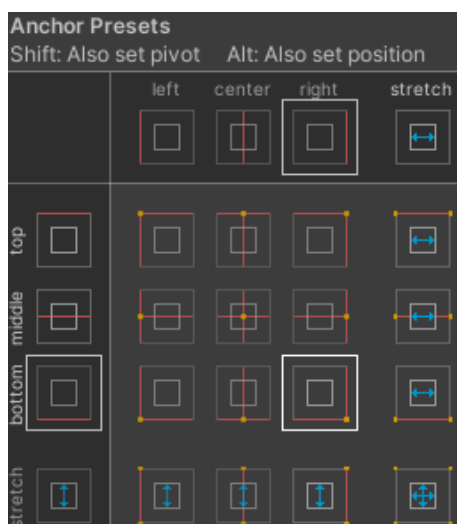 Anchor Presets
Shift: Also set pivot Alt: Also set position
left center right stretch
top
middle
bottom
stretch